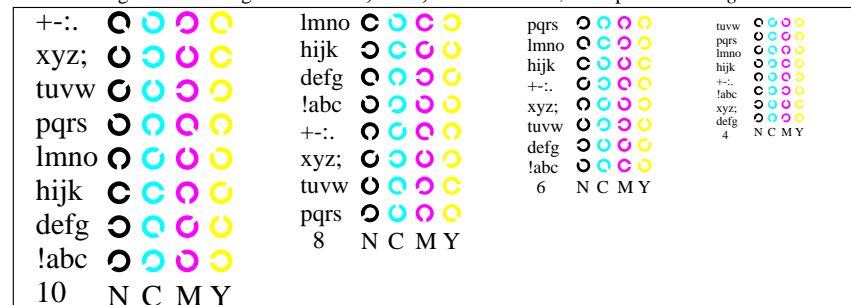 +-:.
xyz;
tuvw
pqrs
lmno
hijk
defg
!abc
10 N C M Y
lmno
hijk
defg
!abc
+-:.
xyz;
tuvw
pqrs
8 N C M Y
pqrs
lmno
hijk
+-:.
xyz;
tuvw
defg
!abc
6 N C M Y
tuvw
pqrs
lmno
hijk
+-:.
!abc
xyz;
defg
4 N C M Y